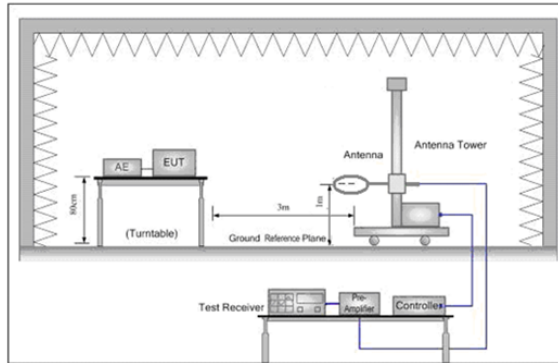 AE
EUT
80cm
(Turntable)
3m
Ground Reference Plane
1m
Antenna
Antenna Tower
Test Receiver
Pre-
Amplifier
Controller